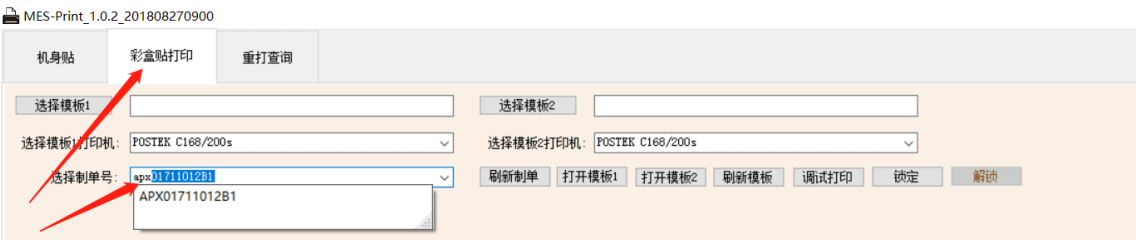 MES-Print_1.0.2_201808270900
机身贴 彩盒贴打印 重打查询
选择模板1 选择模板2
选择模板1打印机: POSTEK C168/200s 选择模板2打印机: POSTEK C168/200s
选择制单号: apx01711012B1 刷新制单 打开模板1 打开模板2 刷新模板 调试打印 锁定 解锁
APX01711012B1